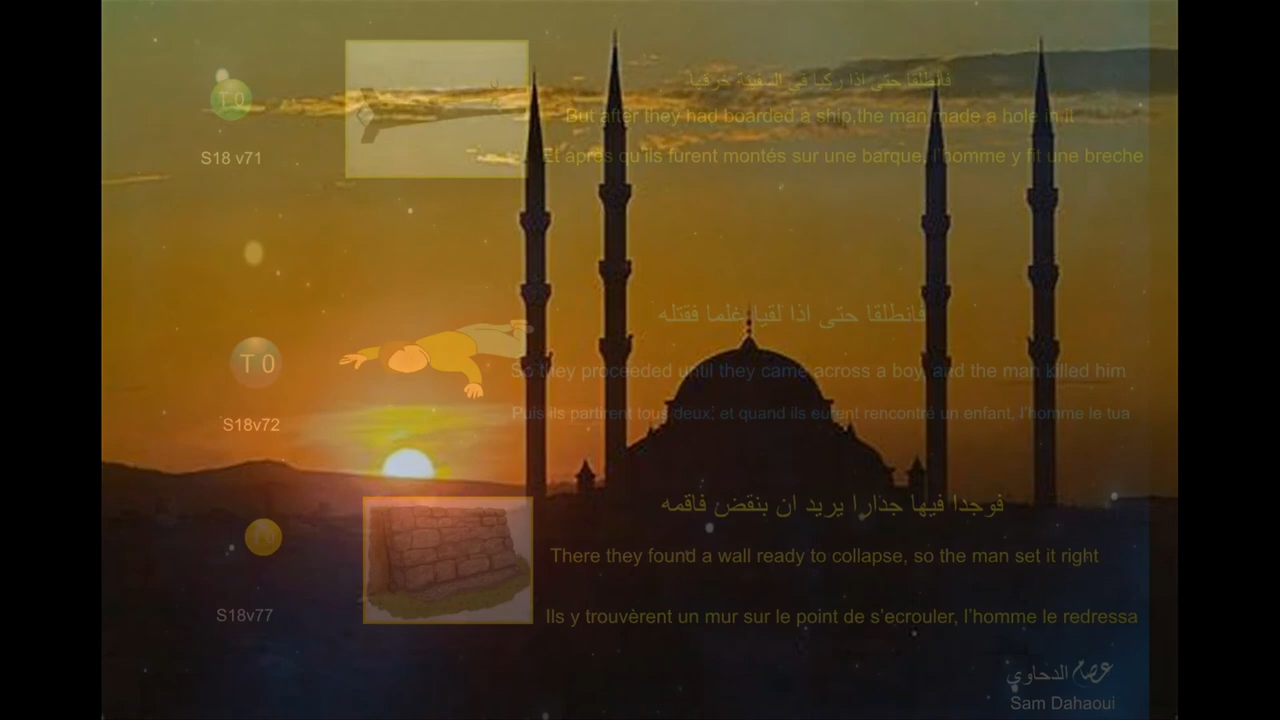 فانطلقا حتى اذا ركبا في السفينة خرقها
T 0
But after they had boarded a ship,the man made a hole in it
S18 v71
Et après qu'ils furent montés sur une barque, l'homme y fit une breche
فانطلقا حتى اذا لقيا غلما فقتله
T 0
So they proceeded until they came across a boy, and the man killed him
Puis ils partirent tous deux; et quand ils eurent rencontré un enfant, l'homme le tua
S18v72
فوجدا فيها جدارا يريد ان بنقض فاقمه
There they found a wall ready to collapse, so the man set it right
S18v77
Ils y trouvèrent un mur sur le point de s'ecrouler, l'homme le redressa
عصام الدحاوي
Sam Dahaoui